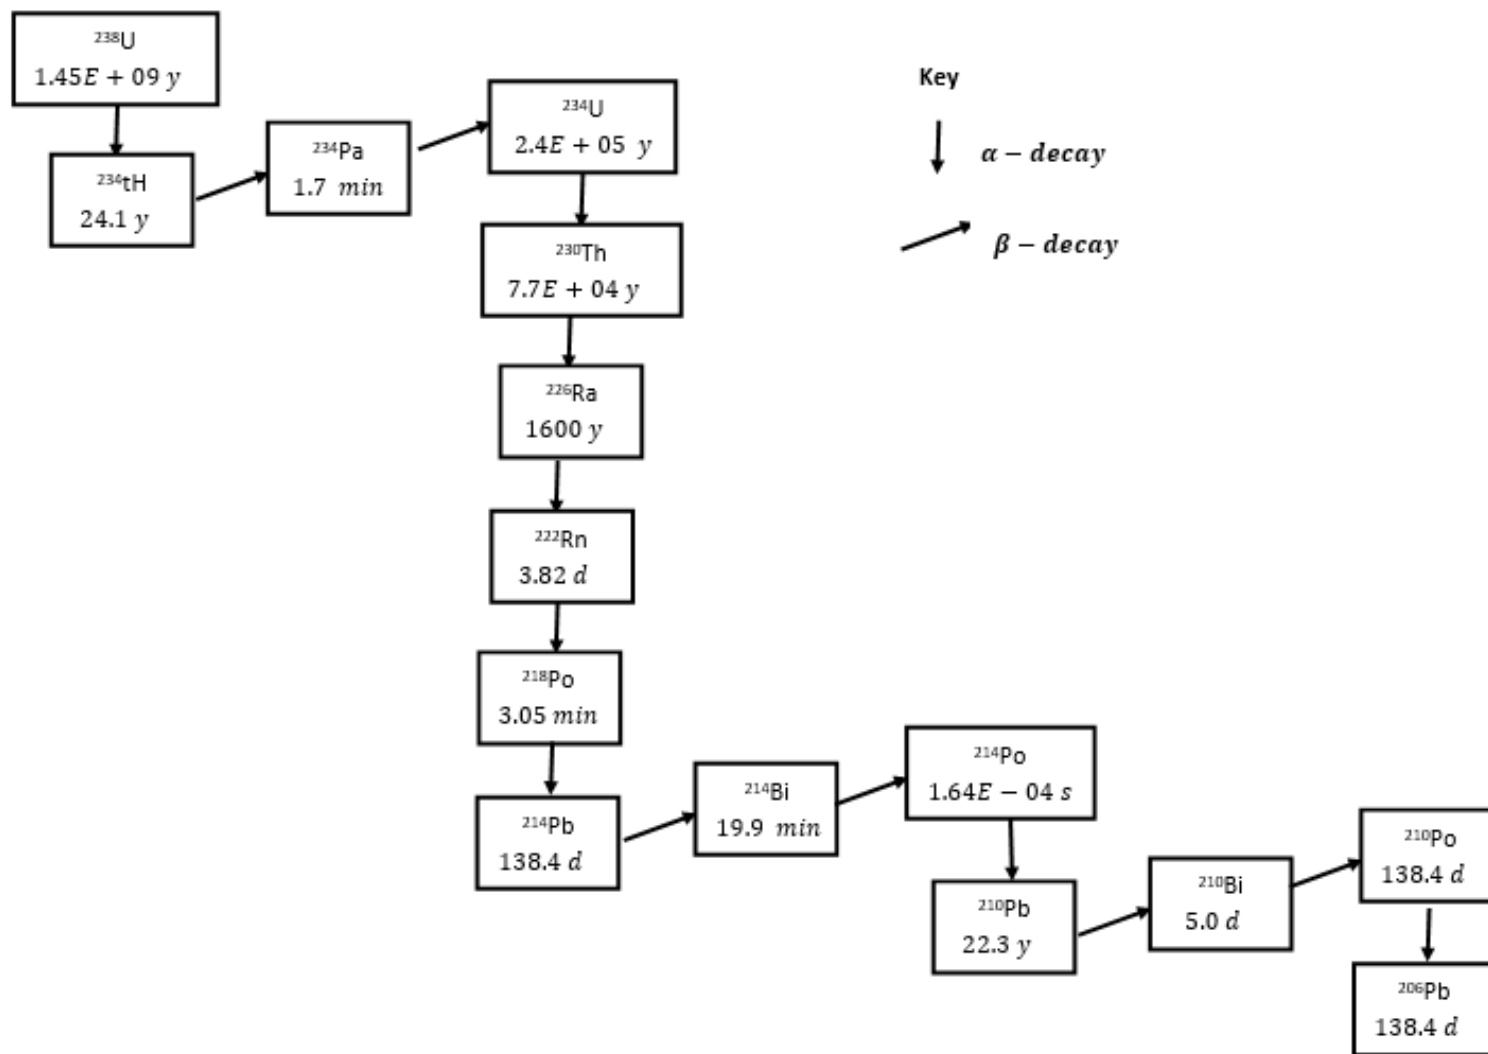 ²³⁸U
1.45E + 09 y
²³⁴tH
24.1 y
²³⁴Pa
1.7 min
²³⁴U
2.4E + 05 y
Key
α − decay
β − decay
²³⁰Th
7.7E + 04 y
²²⁶Ra
1600 y
²²²Rn
3.82 d
²¹⁸Po
3.05 min
²¹⁴Pb
138.4 d
²¹⁴Bi
19.9 min
²¹⁴Po
1.64E − 04 s
²¹⁰Pb
22.3 y
²¹⁰Bi
5.0 d
²¹⁰Po
138.4 d
²⁰⁶Pb
138.4 d